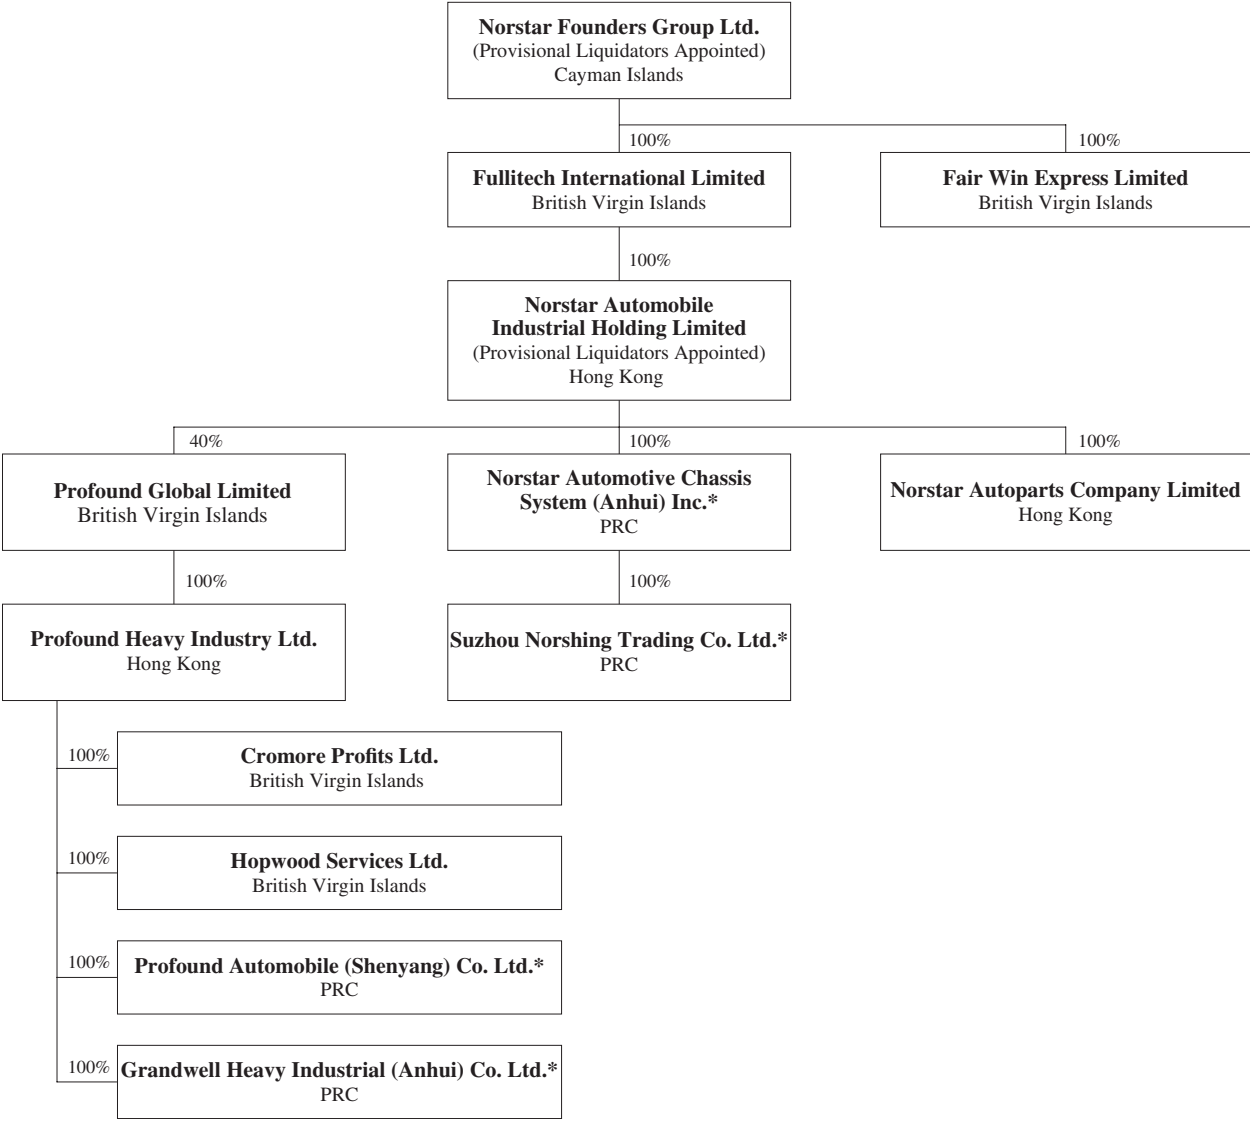 Norstar Founders Group Ltd.
(Provisional Liquidators Appointed)
Cayman Islands
100%
100%
Fullitech International Limited
British Virgin Islands
Fair Win Express Limited
British Virgin Islands
100%
Norstar Automobile
Industrial Holding Limited
(Provisional Liquidators Appointed)
Hong Kong
40%
100%
100%
Profound Global Limited
British Virgin Islands
Norstar Automotive Chassis
System (Anhui) Inc.*
PRC
Norstar Autoparts Company Limited
Hong Kong
100%
100%
Profound Heavy Industry Ltd.
Hong Kong
Suzhou Norshing Trading Co. Ltd.*
PRC
100%
Cromore Profits Ltd.
British Virgin Islands
100%
Hopwood Services Ltd.
British Virgin Islands
100%
Profound Automobile (Shenyang) Co. Ltd.*
PRC
100%
Grandwell Heavy Industrial (Anhui) Co. Ltd.*
PRC